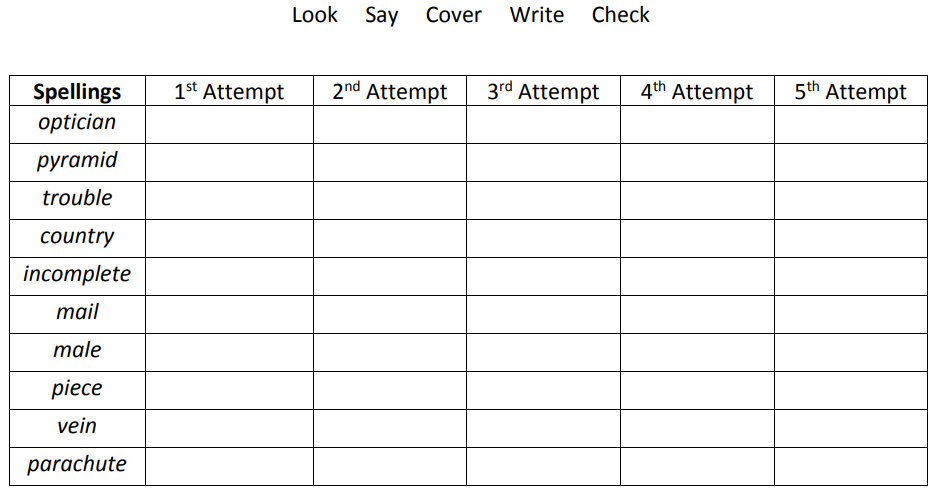 Look Say Cover Write Check
Spellings 1st Attempt 2nd Attempt 3rd Attempt 4th Attempt 5th Attempt
optician
pyramid
trouble
country
incomplete
mail
male
piece
vein
parachute